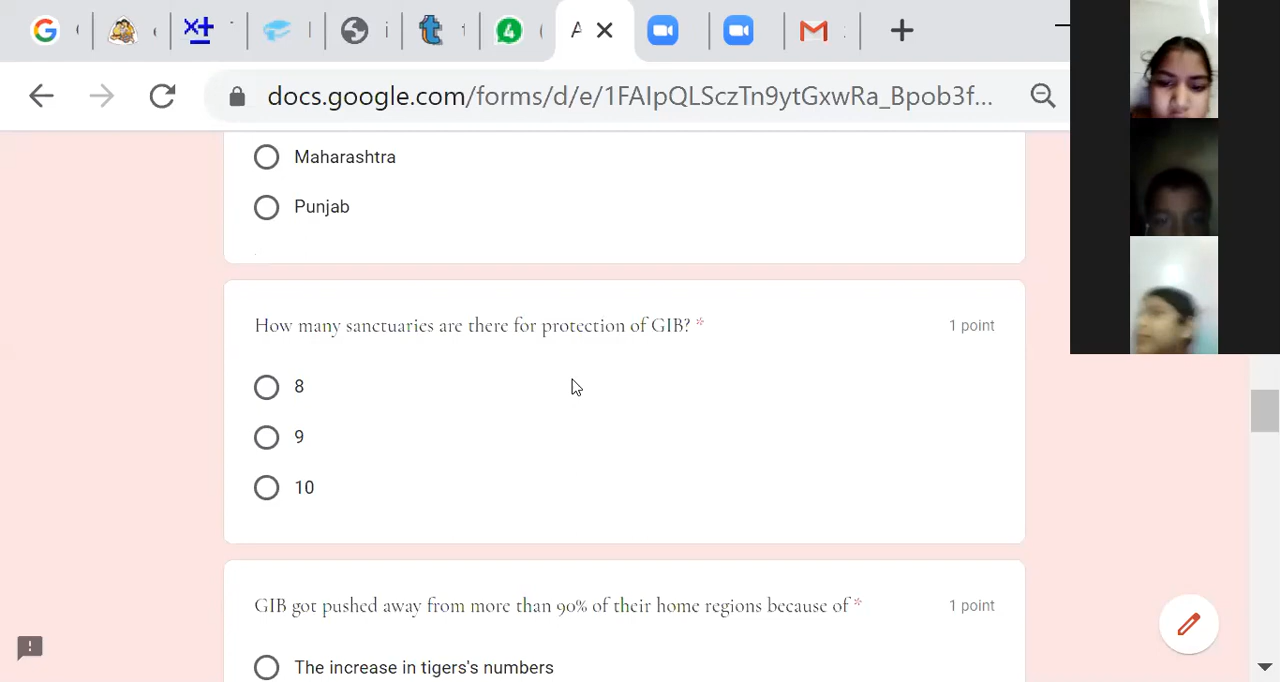 docs.google.com/forms/d/e/1FAIpQLSczTn9ytGxwRa_Bpob3f...
Maharashtra
Punjab
How many sanctuaries are there for protection of GIB? *
1 point
8
9
10
GIB got pushed away from more than 90% of their home regions because of *
1 point
The increase in tigers's numbers